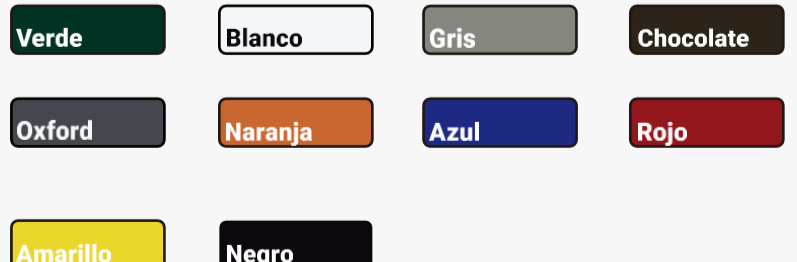 Verde
Blanco
Gris
Chocolate
Oxford
Naranja
Azul
Rojo
Amarillo
Negro